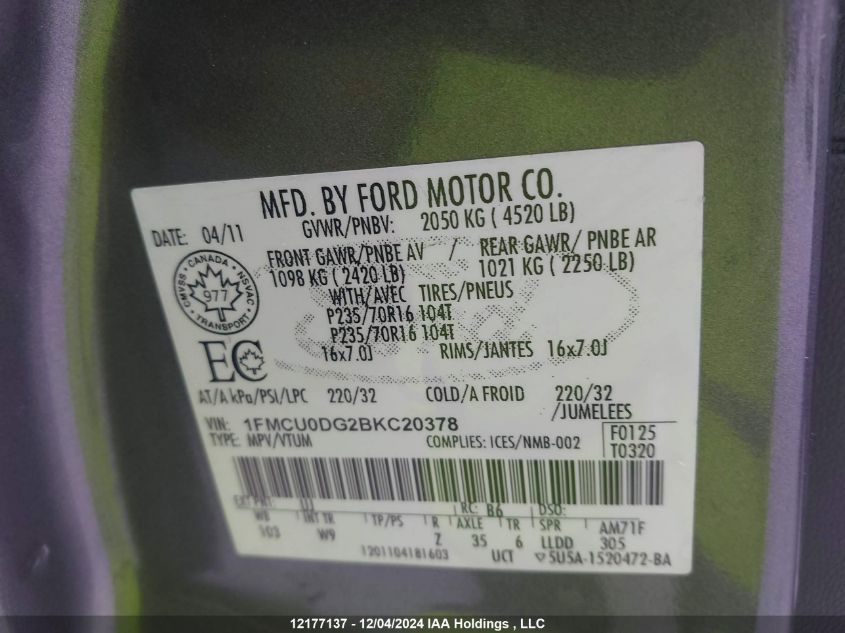 MFD. BY FORD MOTOR CO.
DATE: 04/11 GVWR/PNBV: 2050 KG ( 4520 LB)
FRONT GAWR/PNBE AV / REAR GAWR/ PNBE AR
1098 KG ( 2420 LB) 1021 KG ( 2250 LB)
WITH/AVEC TIRES/PNEUS
P235/70R16 104T
P235/70R16 104T
16x7.0J RIMS/JANTES 16x7.0J
CMVSS · CANADA · NSVAC
977
· TRANSPORT ·
EC
AT/A kPa/PSI/LPC 220/32 COLD/A FROID 220/32
/JUMELEES
VIN: 1FMCU0DG2BKC20378
TYPE: MPV/VTUM COMPLIES: ICES/NMB-002
F0125
T0320
EXT PNT: UJ RC: B6 DSO:
WB INT TR TP/PS R AXLE TR SPR AM71F
103 W9 Z 35 6 LLDD 305
1201104181603 UCT ▽5U5A-1520472-BA
12177137 - 12/04/2024 IAA Holdings , LLC